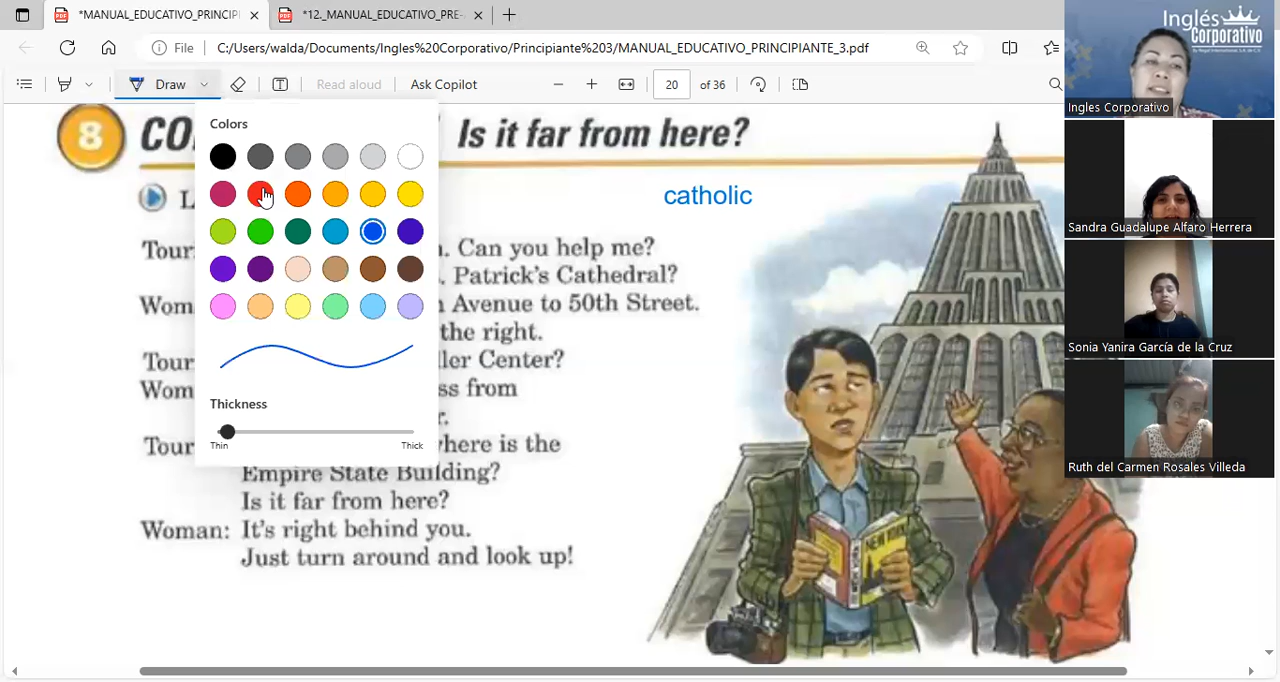 *MANUAL_EDUCATIVO_PRINCIPI
*12._MANUAL_EDUCATIVO_PRE-
File
C:/Users/walda/Documents/Ingles%20Corporativo/Principiante%203/MANUAL_EDUCATIVO_PRINCIPIANTE_3.pdf
Draw
Read aloud
Ask Copilot
20 of 36
Colors
Thickness
Thin
Thick
8 CO Is it far from here?
catholic
L
Tour . Can you help me?
. Patrick's Cathedral?
Wom Avenue to 50th Street.
the right.
Tour ller Center?
Wom ss from
r.
Tour here is the
Empire State Building?
Is it far from here?
Woman: It's right behind you.
Just turn around and look up!
NEW YORK
Inglés
Corporativo
Ingles Corporativo
Sandra Guadalupe Alfaro Herrera
Sonia Yanira García de la Cruz
Ruth del Carmen Rosales Villeda